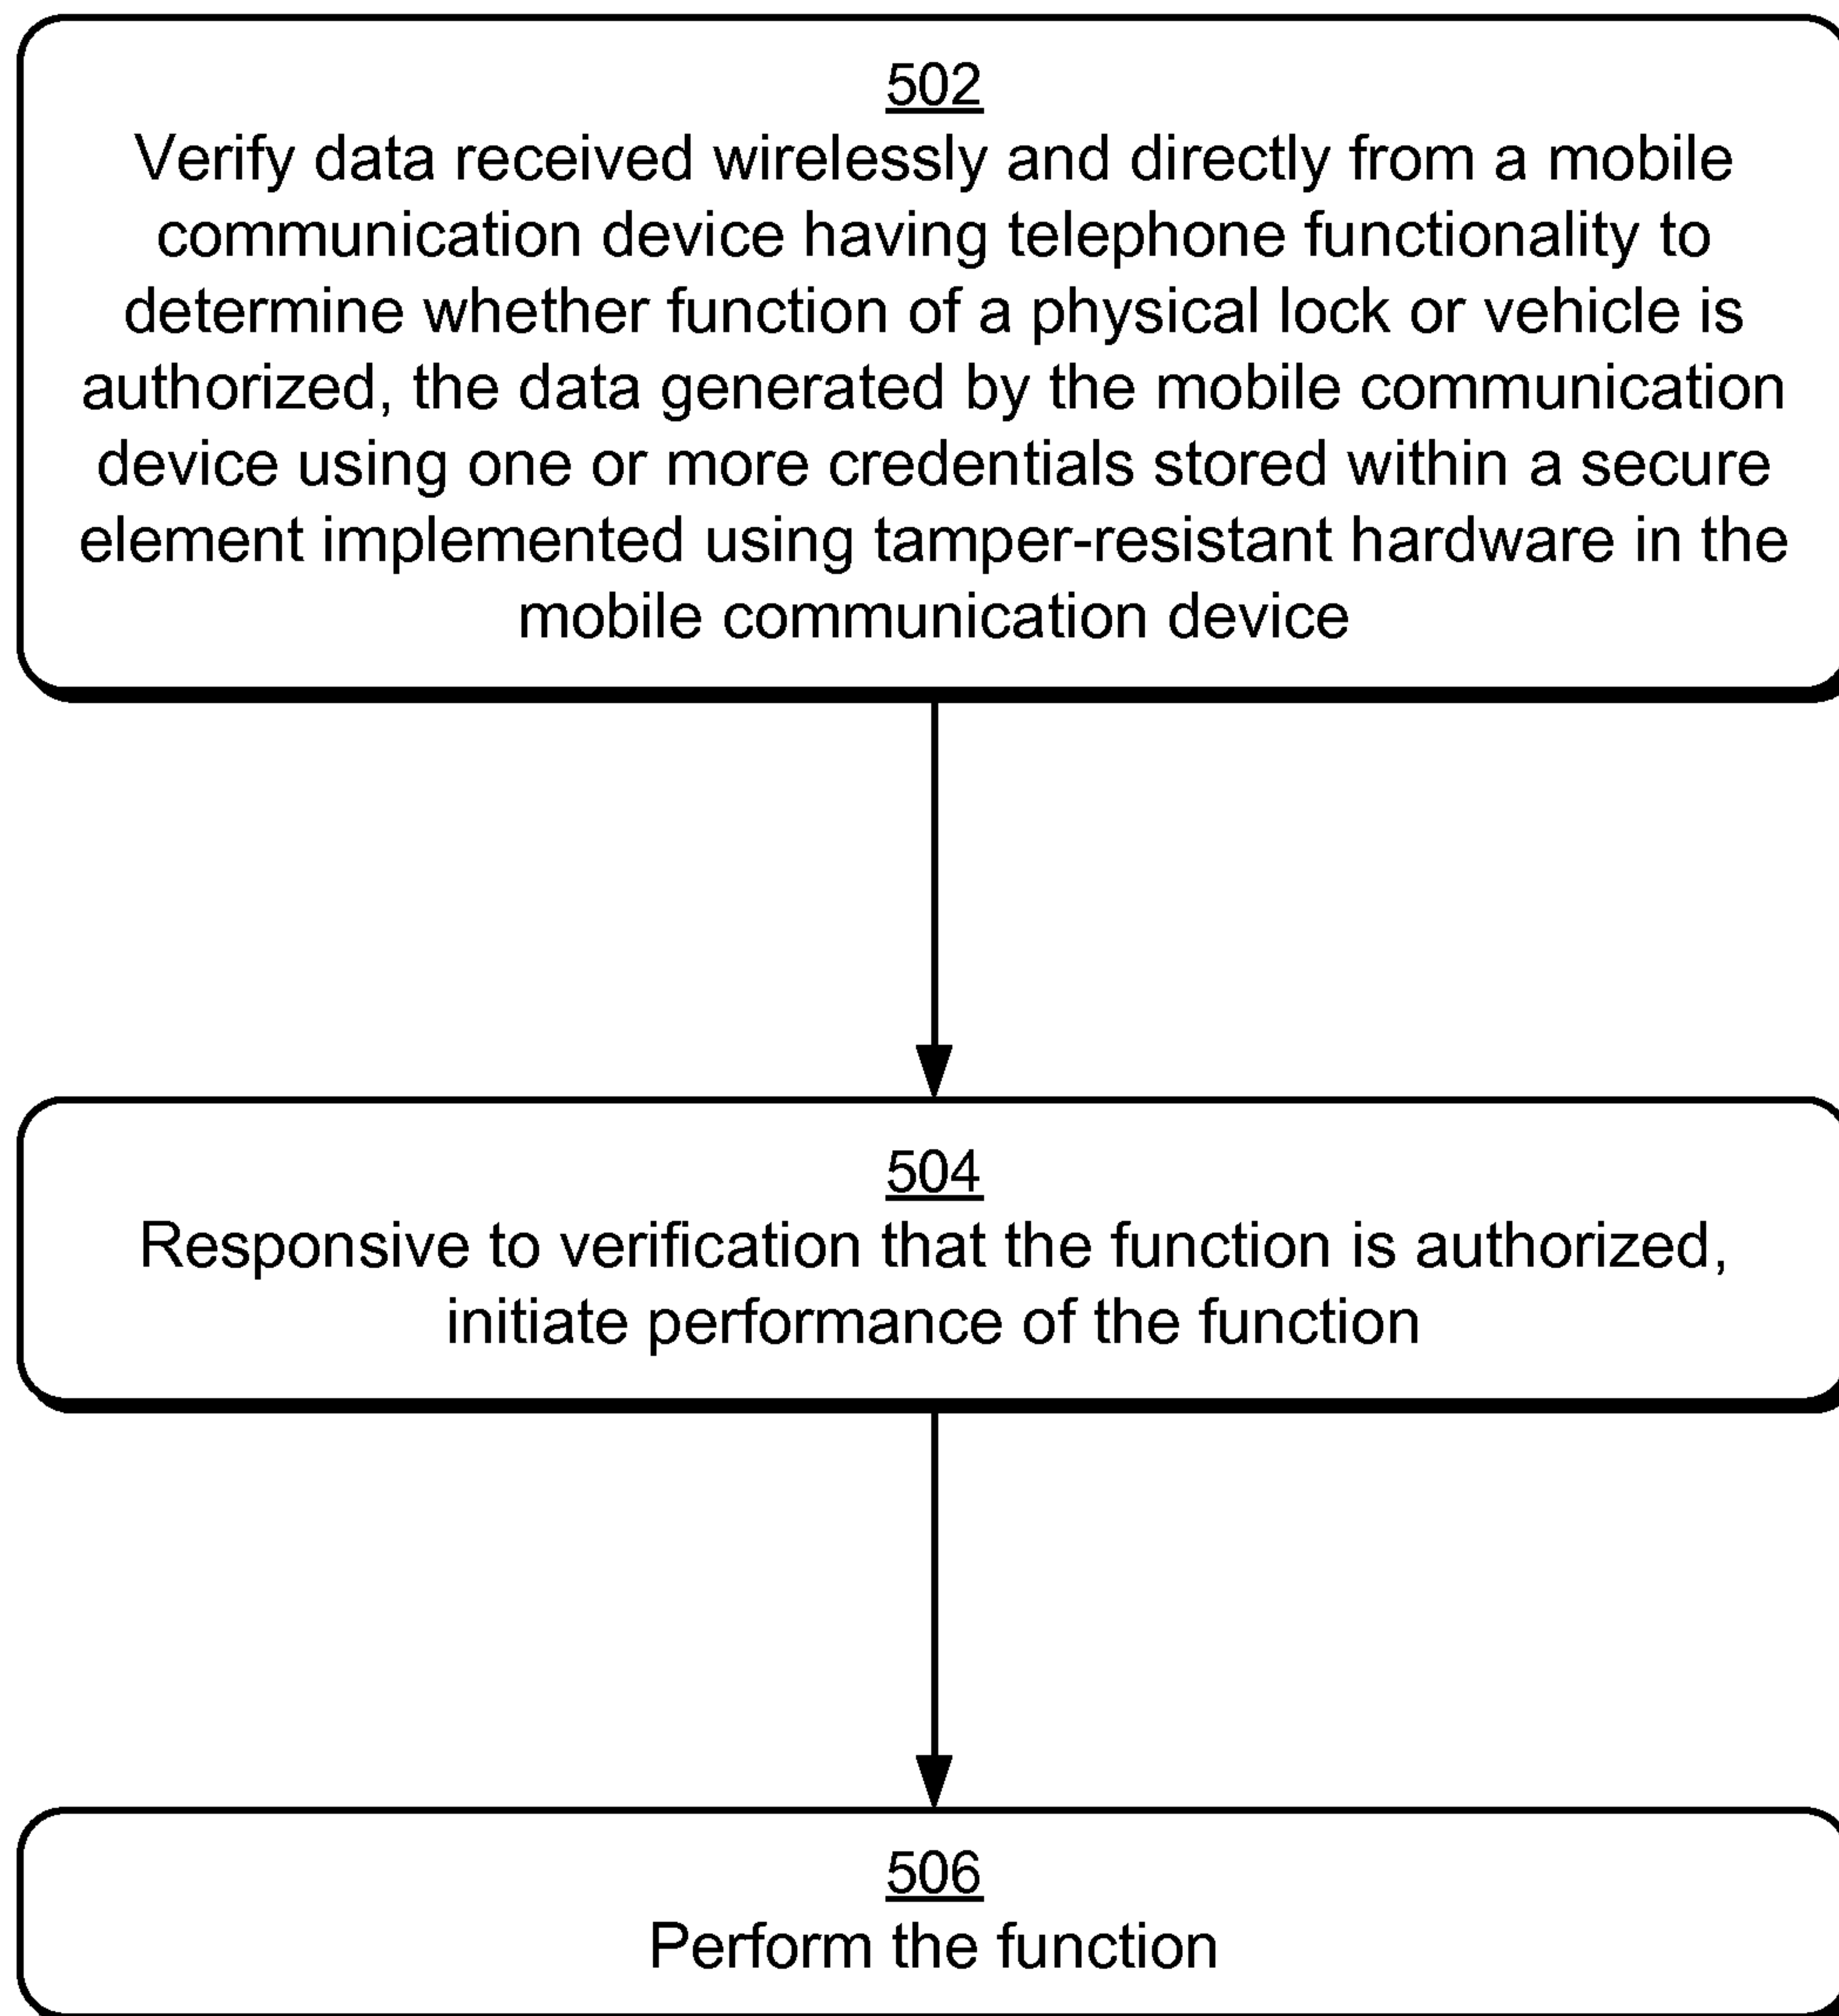 502
Verify data received wirelessly and directly from a mobile
communication device having telephone functionality to
determine whether function of a physical lock or vehicle is
authorized, the data generated by the mobile communication
device using one or more credentials stored within a secure
element implemented using tamper-resistant hardware in the
mobile communication device
504
Responsive to verification that the function is authorized,
initiate performance of the function
506
Perform the function